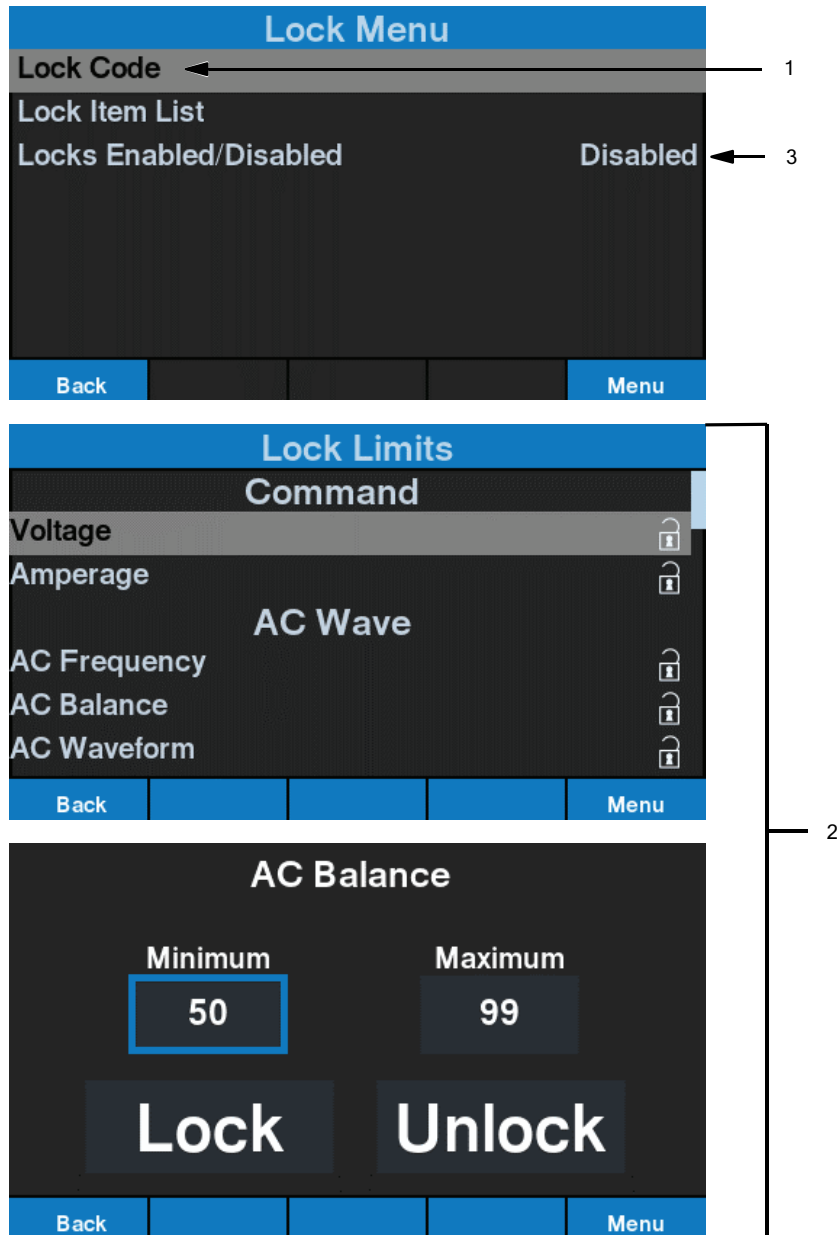 Lock Menu
Lock Code
1
Lock Item List
Locks Enabled/Disabled Disabled
3
Back Menu
Lock Limits
Command
Voltage
Amperage
AC Wave
AC Frequency
AC Balance
AC Waveform
Back Menu
2
AC Balance
Minimum Maximum
50 99
Lock Unlock
Back Menu